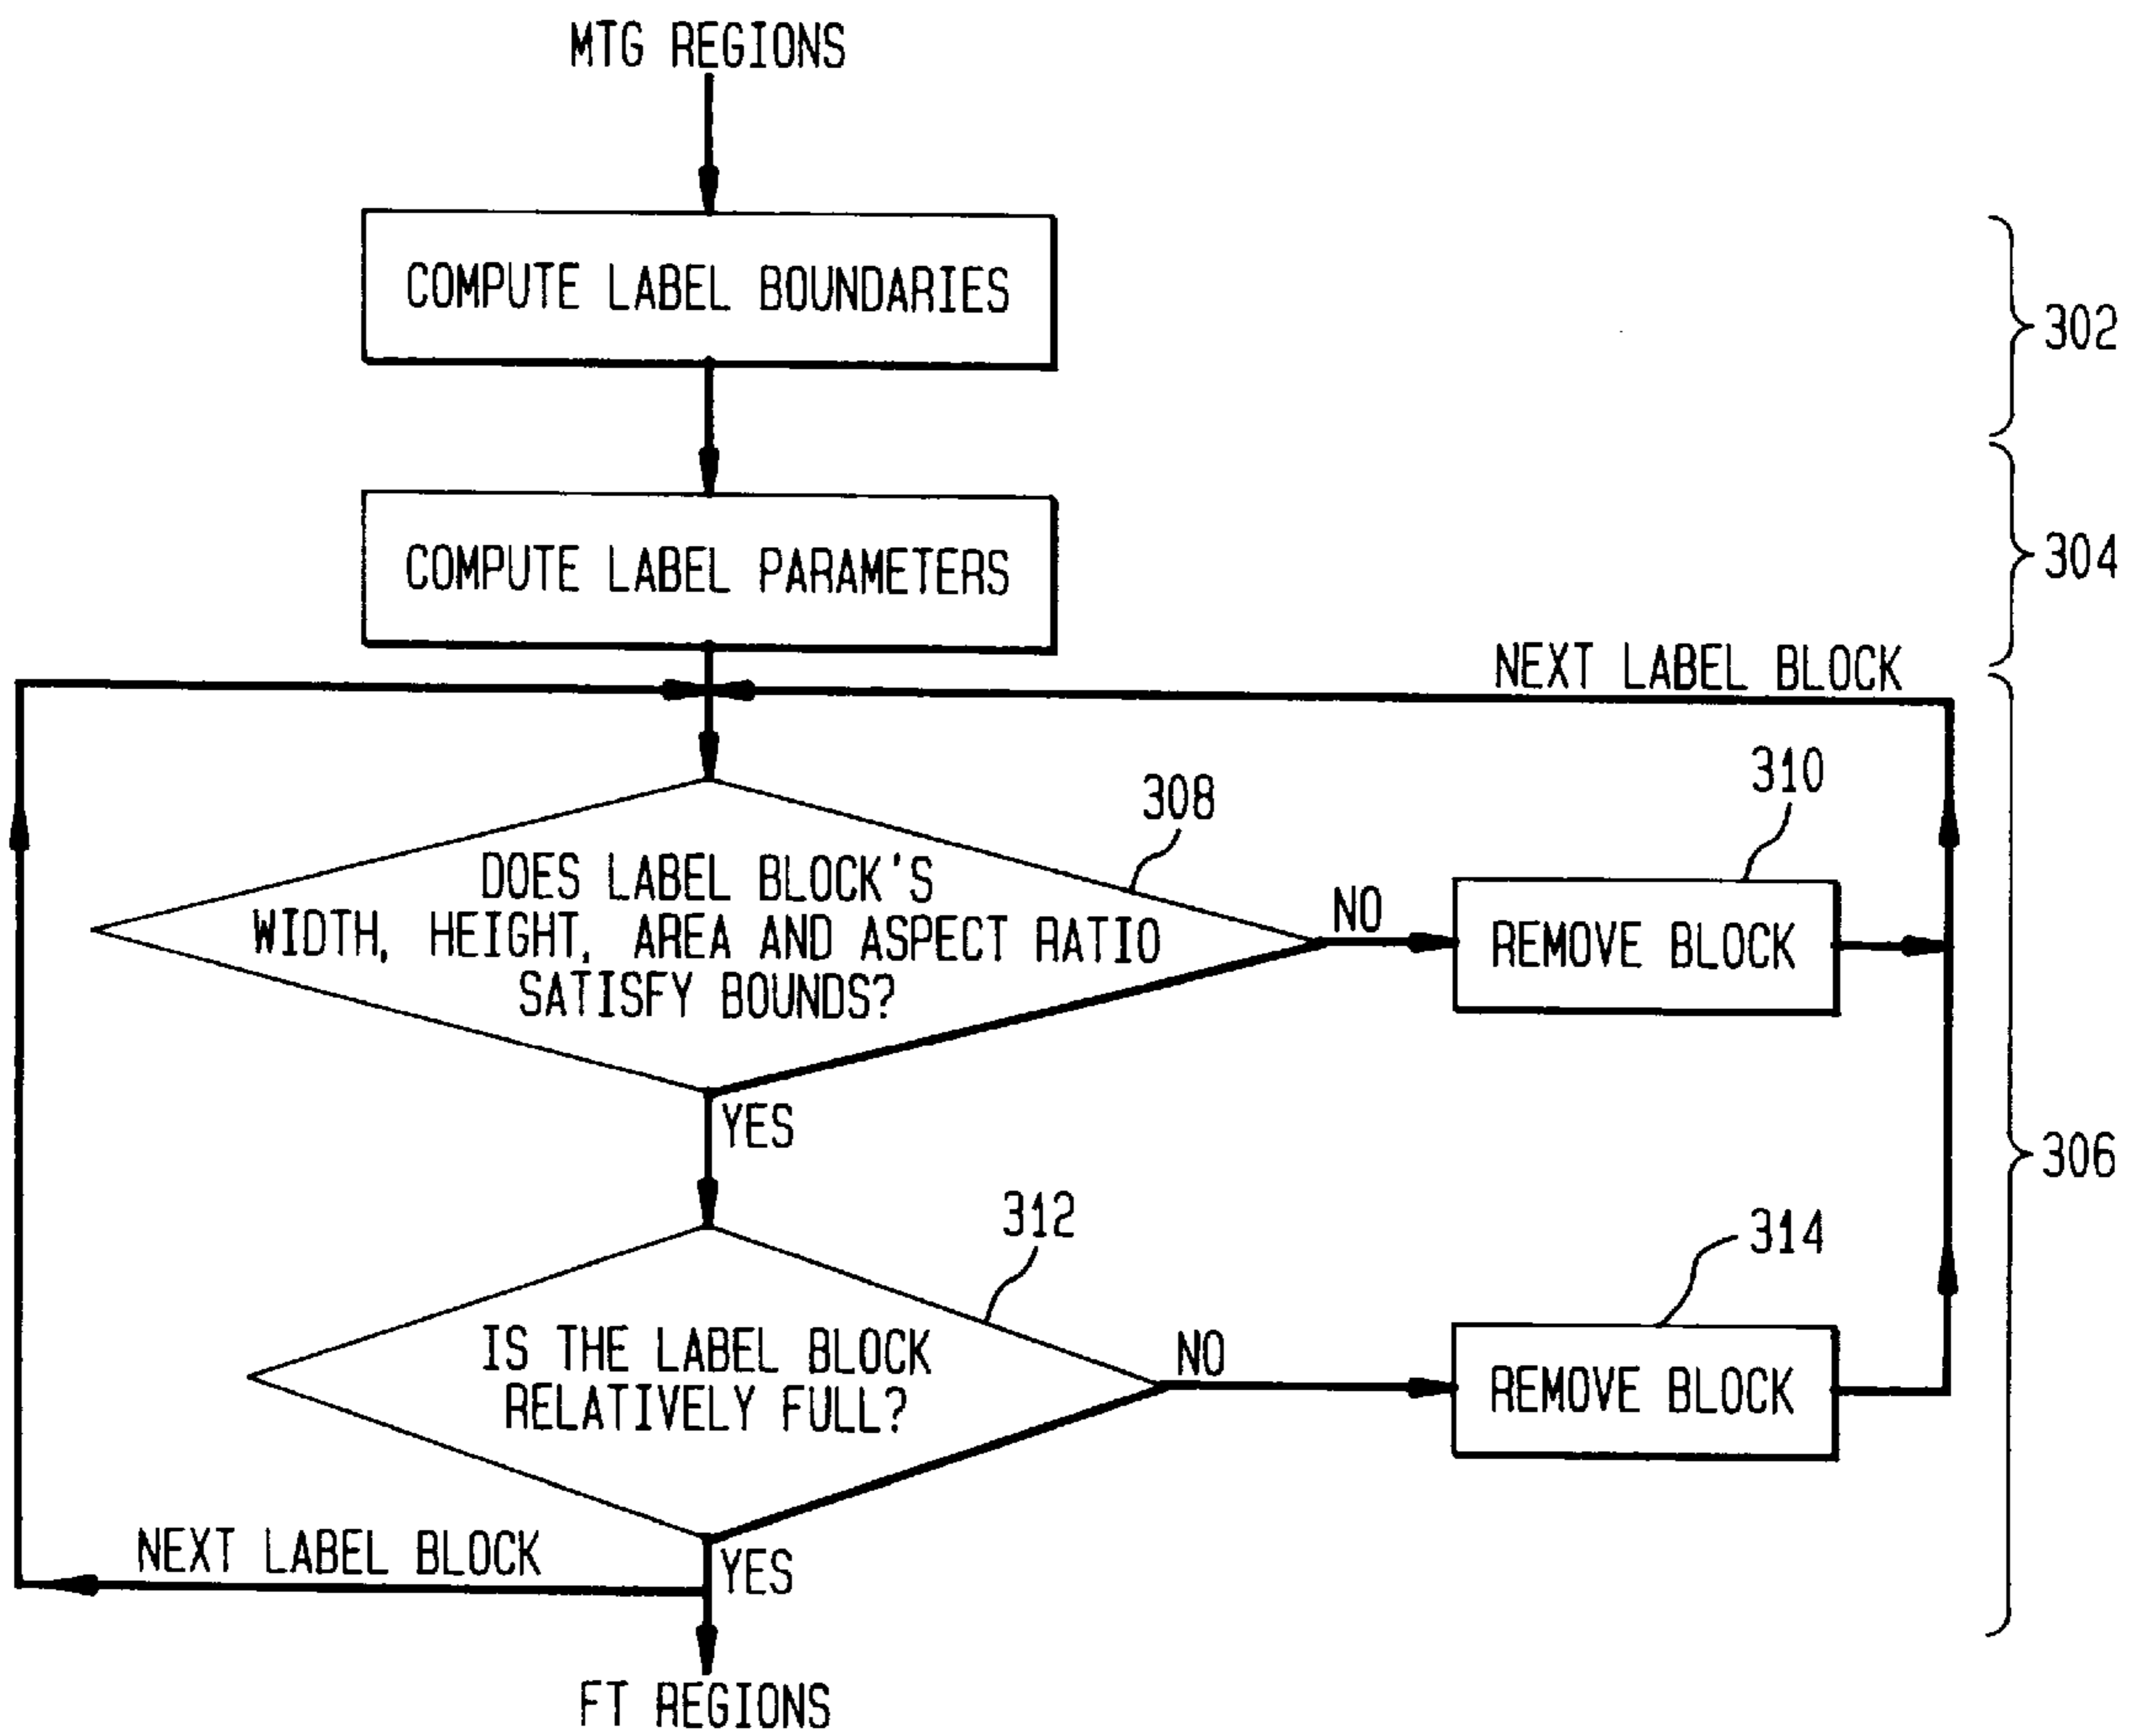 MTG REGIONS
COMPUTE LABEL BOUNDARIES
302
COMPUTE LABEL PARAMETERS
304
NEXT LABEL BLOCK
308
310
DOES LABEL BLOCK'S
WIDTH, HEIGHT, AREA AND ASPECT RATIO
SATISFY BOUNDS?
NO
REMOVE BLOCK
YES
306
312
314
IS THE LABEL BLOCK
RELATIVELY FULL?
NO
REMOVE BLOCK
NEXT LABEL BLOCK
YES
FT REGIONS